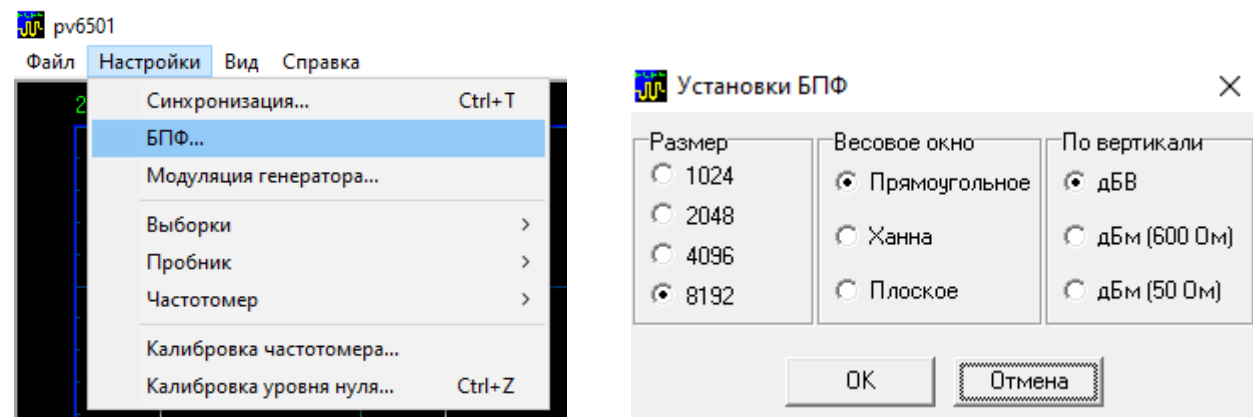 pv6501
Файл Настройки Вид Справка
2
Синхронизация... Ctrl+T
БПФ...
Модуляция генератора...
Выборки >
Пробник >
Частотомер >
Калибровка частотомера...
Калибровка уровня нуля... Ctrl+Z
Установки БПФ
Размер
1024
2048
4096
8192
Весовое окно
Прямоугольное
Ханна
Плоское
По вертикали
дБВ
дБм (600 Ом)
дБм (50 Ом)
OK Отмена